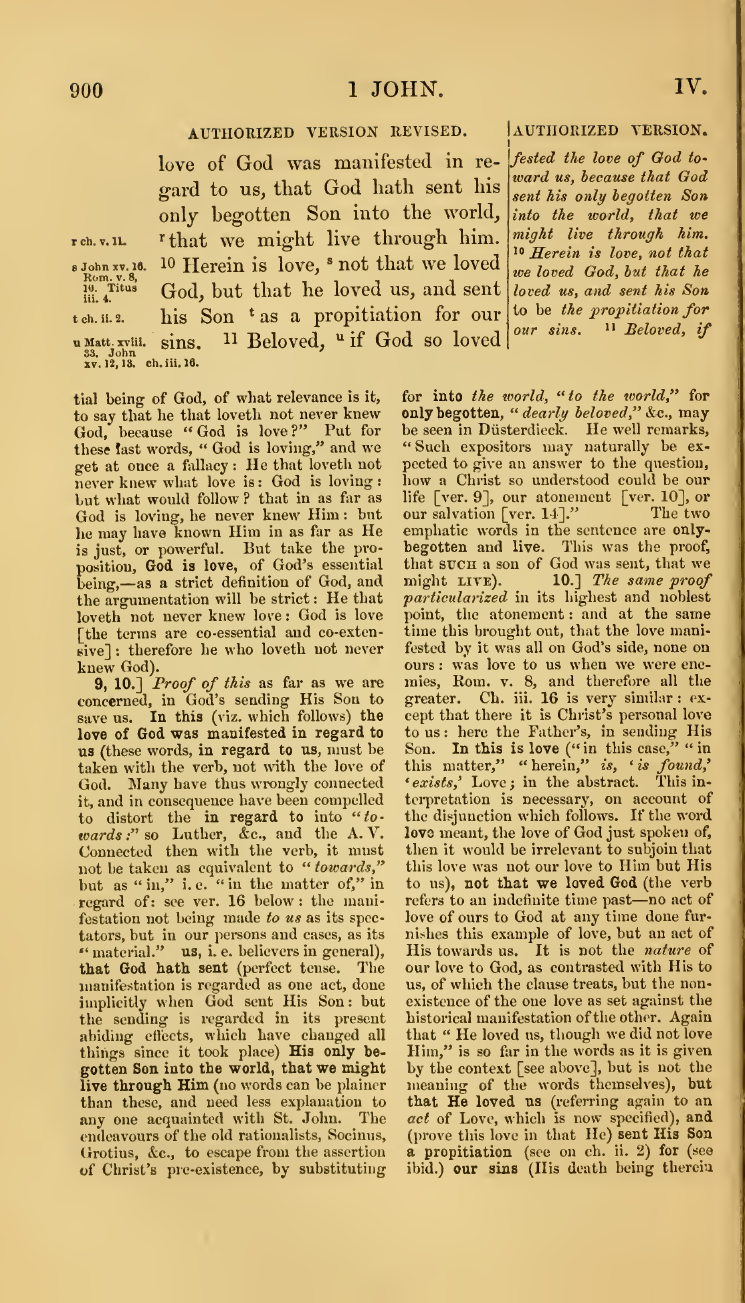 900
1 JOHN.
IV.
AUTHORIZED VERSION REVISED.
love of God was manifested in re-
gard to us, that God hath sent his
only begotten Son into the world,
r that we might live through him.
10 Herein is love, s not that we loved
God, but that he loved us, and sent
his Son t as a propitiation for our
sins. 11 Beloved, u if God so loved
r ch. v. 11.
s John xv. 16.
Rom. v. 8,
10. Titus
iii. 4.
t ch. ii. 2.
u Matt. xviii.
33. John
xv. 12, 13. ch. iii. 16.
AUTHORIZED VERSION.
fested the love of God to-
ward us, because that God
sent his only begotten Son
into the world, that we
might live through him.
10 Herein is love, not that
we loved God, but that he
loved us, and sent his Son
to be the propitiation for
our sins. 11 Beloved, if
tial being of God, of what relevance is it,
to say that he that loveth not never knew
God, because “ God is love ?” Put for
these last words, “ God is loving,” and we
get at once a fallacy : He that loveth not
never knew what love is : God is loving :
but what would follow ? that in as far as
God is loving, he never knew Him : but
he may have known Him in as far as He
is just, or powerful. But take the pro-
position, God is love, of God's essential
being,—as a strict definition of God, and
the argumentation will be strict : He that
loveth not never knew love : God is love
[the terms are co-essential and co-exten-
sive] : therefore he who loveth not never
knew God).
9, 10.] Proof of this as far as we are
concerned, in God's sending His Son to
save us. In this (viz. which follows) the
love of God was manifested in regard to
us (these words, in regard to us, must be
taken with the verb, not with the love of
God. Many have thus wrongly connected
it, and in consequence have been compelled
to distort the in regard to into “to-
wards :” so Luther, &c., and the A. V.
Connected then with the verb, it must
not be taken as equivalent to “ towards,”
but as “ in,” i. e. “ in the matter of,” in
regard of : see ver. 16 below : the mani-
festation not being made to us as its spec-
tators, but in our persons and cases, as its
“ material.” us, i. e. believers in general),
that God hath sent (perfect tense. The
manifestation is regarded as one act, done
implicitly when God sent His Son : but
the sending is regarded in its present
abiding effects, which have changed all
things since it took place) His only be-
gotten Son into the world, that we might
live through Him (no words can be plainer
than these, and need less explanation to
any one acquainted with St. John. The
endeavours of the old rationalists, Socinus,
Grotius, &c., to escape from the assertion
of Christ's pre-existence, by substituting
for into the world, “to the world,” for
only begotten, “ dearly beloved,” &c., may
be seen in Düsterdieck. He well remarks,
“ Such expositors may naturally be ex-
pected to give an answer to the question,
how a Christ so understood could be our
life [ver. 9], our atonement [ver. 10], or
our salvation [ver. 14].” The two
emphatic words in the sentence are only-
begotten and live. This was the proof,
that SUCH a son of God was sent, that we
might LIVE). 10.] The same proof
particularized in its highest and noblest
point, the atonement : and at the same
time this brought out, that the love mani-
fested by it was all on God's side, none on
ours : was love to us when we were ene-
mies, Rom. v. 8, and therefore all the
greater. Ch. iii. 16 is very similar : ex-
cept that there it is Christ's personal love
to us : here the Father's, in sending His
Son. In this is love (“ in this case,” “ in
this matter,” “ herein,” is, ‘ is found,’
‘ exists,’ Love ; in the abstract. This in-
terpretation is necessary, on account of
the disjunction which follows. If the word
love meant, the love of God just spoken of,
then it would be irrelevant to subjoin that
this love was not our love to Him but His
to us), not that we loved God (the verb
refers to an indefinite time past—no act of
love of ours to God at any time done fur-
nishes this example of love, but an act of
His towards us. It is not the nature of
our love to God, as contrasted with His to
us, of which the clause treats, but the non-
existence of the one love as set against the
historical manifestation of the other. Again
that “ He loved us, though we did not love
Him,” is so far in the words as it is given
by the context [see above], but is not the
meaning of the words themselves), but
that He loved us (referring again to an
act of Love, which is now specified), and
(prove this love in that He) sent His Son
a propitiation (see on ch. ii. 2) for (see
ibid.) our sins (His death being therein